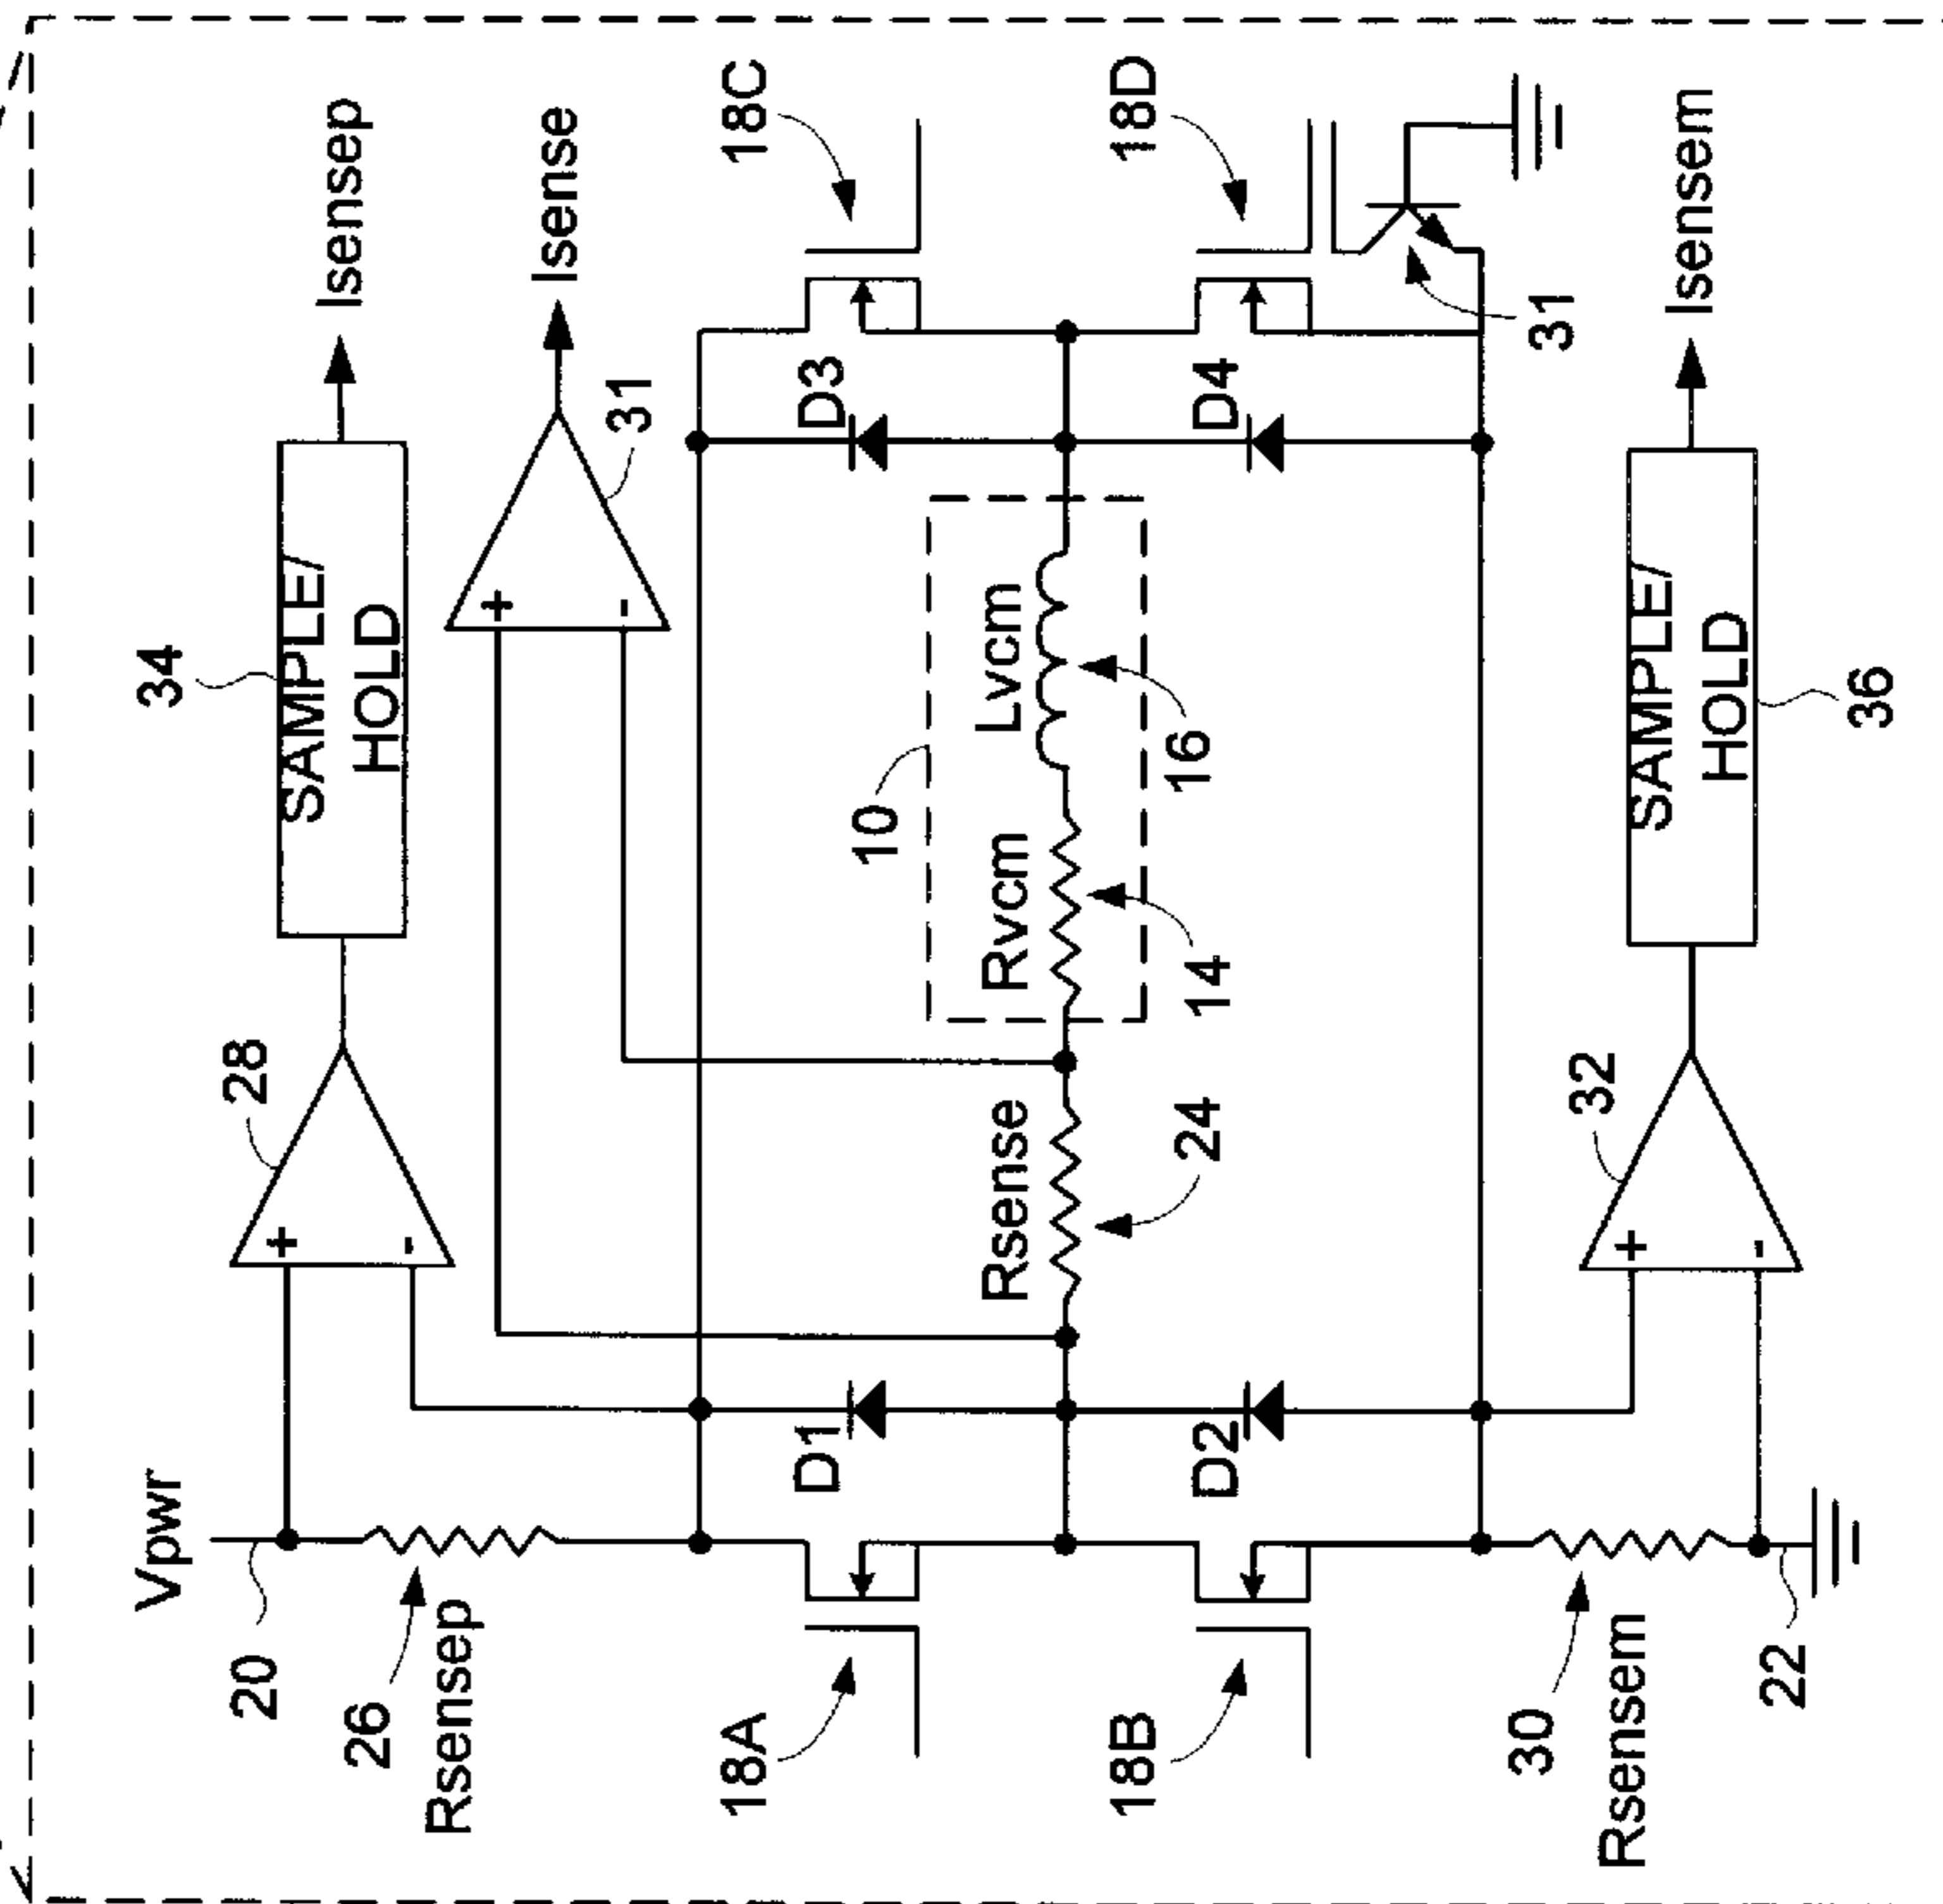 Vpwr
20
26
Rsensep
28
+
-
34
SAMPLE/
HOLD
Isensep
+
-
31
Isense
18A
D1
D3
18C
10
Rsense
24
Rvcm
14
Lvcm
16
18B
D2
D4
18D
31
30
Rsensem
22
32
+
-
SAMPLE/
HOLD
36
Isensem